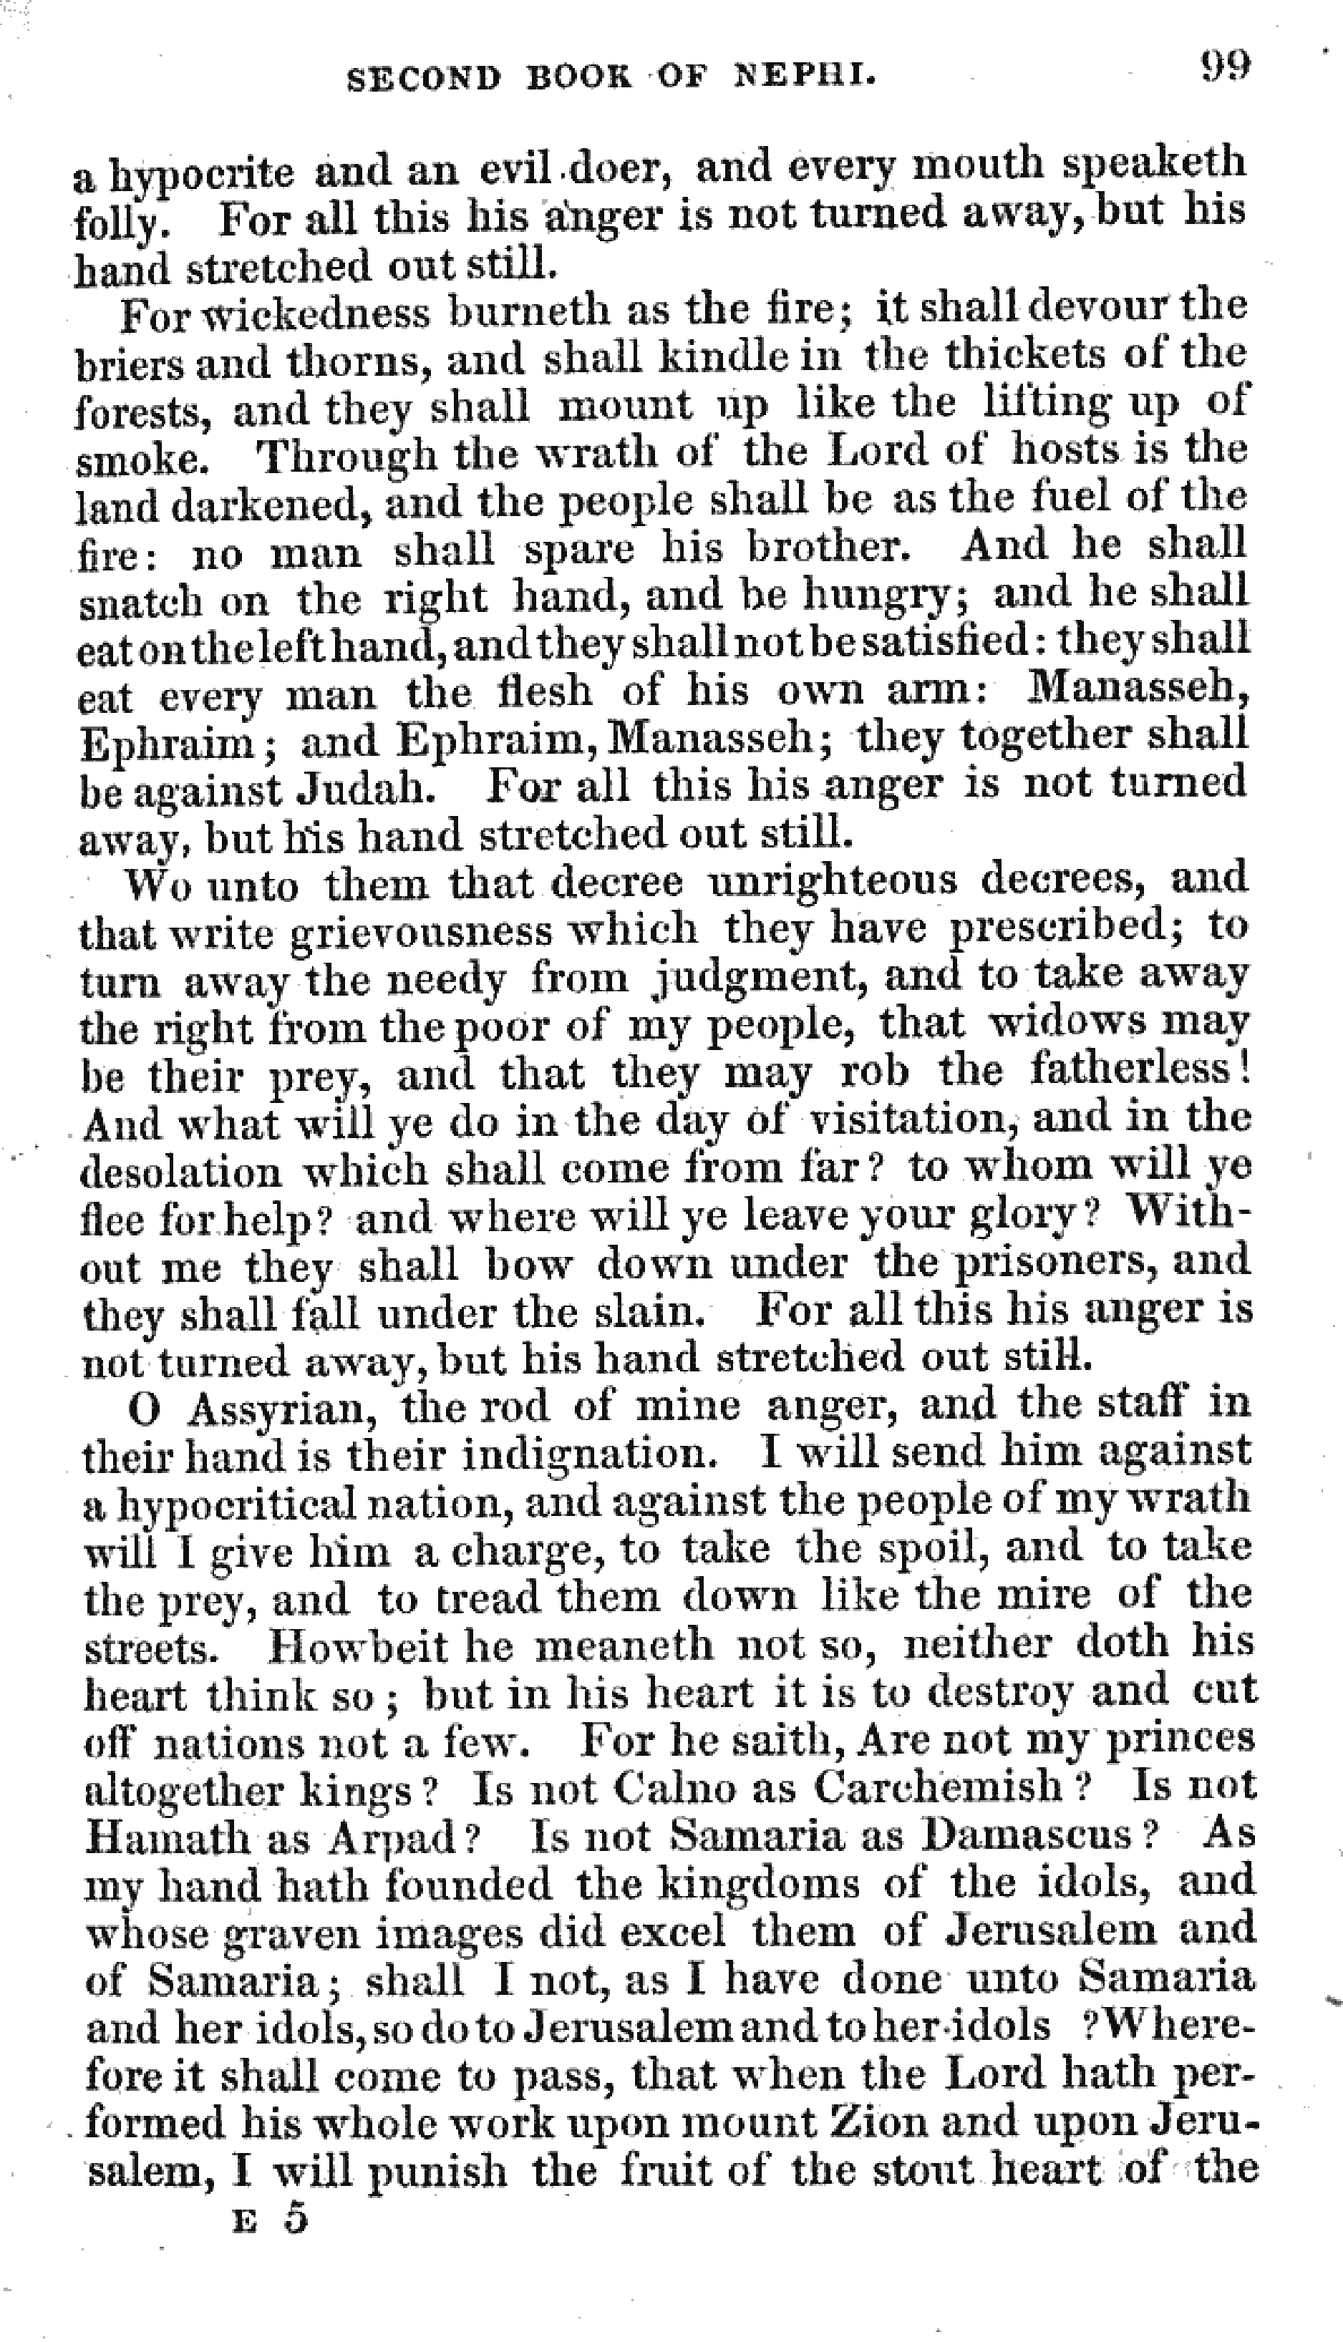 SECOND BOOK OF NEPHI. 99
a hypocrite and an evil doer, and every mouth speaketh
folly. For all this his anger is not turned away, but his
hand stretched out still.
For wickedness burneth as the fire; it shall devour the
briers and thorns, and shall kindle in the thickets of the
forests, and they shall mount up like the lifting up of
smoke. Through the wrath of the Lord of hosts is the
land darkened, and the people shall be as the fuel of the
fire: no man shall spare his brother. And he shall
snatch on the right hand, and be hungry; and he shall
eat on the left hand, and they shall not be satisfied: they shall
eat every man the flesh of his own arm: Manasseh,
Ephraim; and Ephraim, Manasseh; they together shall
be against Judah. For all this his anger is not turned
away, but his hand stretched out still.
Wo unto them that decree unrighteous decrees, and
that write grievousness which they have prescribed; to
turn away the needy from judgment, and to take away
the right from the poor of my people, that widows may
be their prey, and that they may rob the fatherless!
And what will ye do in the day of visitation, and in the
desolation which shall come from far? to whom will ye
flee for help? and where will ye leave your glory? With-
out me they shall bow down under the prisoners, and
they shall fall under the slain. For all this his anger is
not turned away, but his hand stretched out still.
O Assyrian, the rod of mine anger, and the staff in
their hand is their indignation. I will send him against
a hypocritical nation, and against the people of my wrath
will I give him a charge, to take the spoil, and to take
the prey, and to tread them down like the mire of the
streets. Howbeit he meaneth not so, neither doth his
heart think so; but in his heart it is to destroy and cut
off nations not a few. For he saith, Are not my princes
altogether kings? Is not Calno as Carchemish? Is not
Hamath as Arpad? Is not Samaria as Damascus? As
my hand hath founded the kingdoms of the idols, and
whose graven images did excel them of Jerusalem and
of Samaria; shall I not, as I have done unto Samaria
and her idols, so do to Jerusalem and to her idols ?Where-
fore it shall come to pass, that when the Lord hath per-
formed his whole work upon mount Zion and upon Jeru-
salem, I will punish the fruit of the stout heart of the
E 5